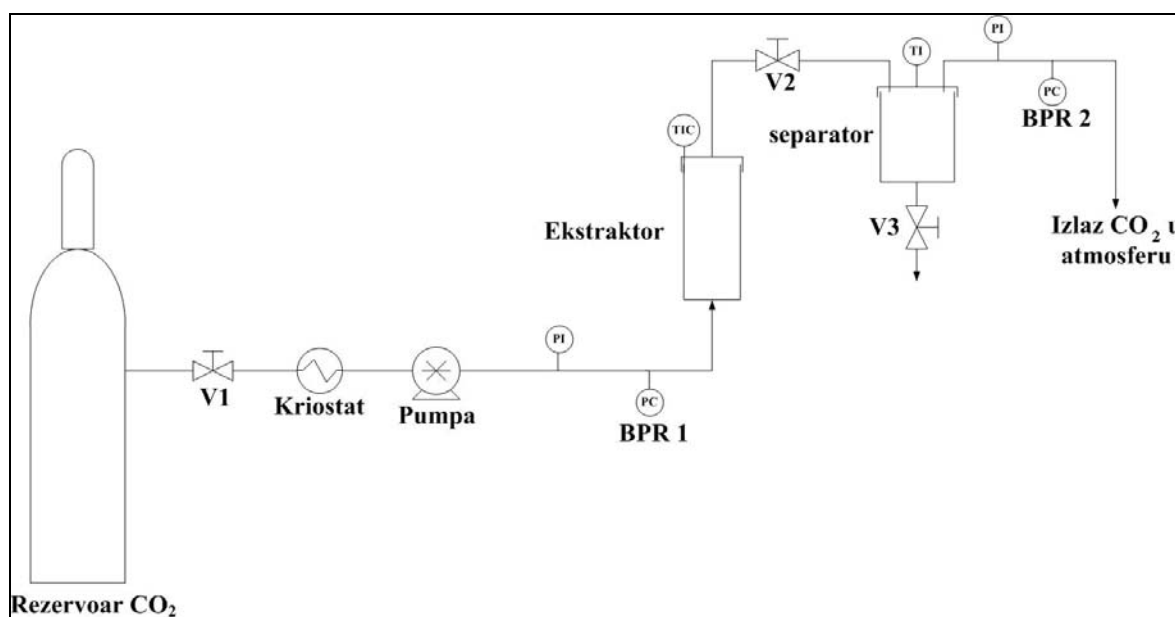 PI
TI
V2
PC
BPR 2
TIC
separator
Ekstraktor
V3
Izlaz CO₂ u
atmosferu
PI
V1
Kriostat
Pumpa
PC
BPR 1
Rezervoar CO₂